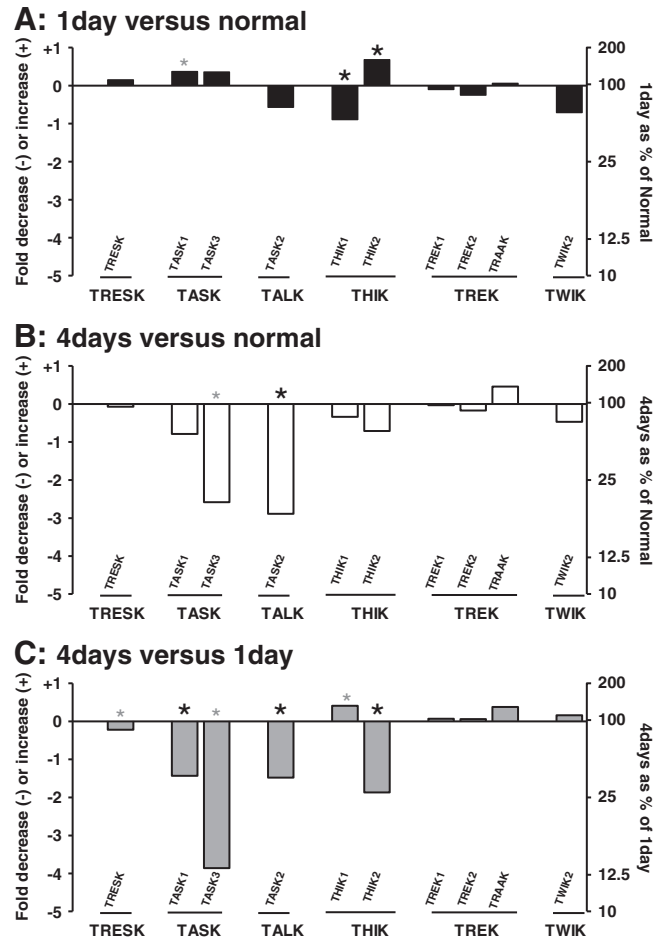 A: 1day versus normal
Fold decrease (-) or increase (+)
+1
0
-1
-2
-3
-4
-5
200
100
25
12.5
10
1day as % of Normal
* * *
TRESK TASK1 TASK3 TASK2 THIK1 THIK2 TREK1 TREK2 TRAAK TWIK2
TRESK TASK TALK THIK TREK TWIK
B: 4days versus normal
Fold decrease (-) or increase (+)
+1
0
-1
-2
-3
-4
-5
200
100
25
12.5
10
4days as % of Normal
* *
TRESK TASK1 TASK3 TASK2 THIK1 THIK2 TREK1 TREK2 TRAAK TWIK2
TRESK TASK TALK THIK TREK TWIK
C: 4days versus 1day
Fold decrease (-) or increase (+)
+1
0
-1
-2
-3
-4
-5
200
100
25
12.5
10
4days as % of 1day
* * * * * *
TRESK TASK1 TASK3 TASK2 THIK1 THIK2 TREK1 TREK2 TRAAK TWIK2
TRESK TASK TALK THIK TREK TWIK